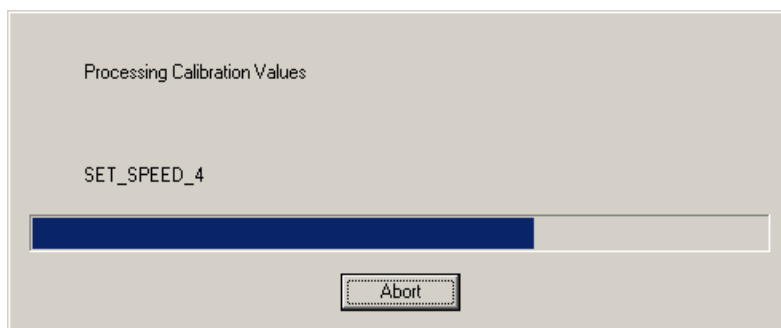 Processing Calibration Values
SET_SPEED_4
Abort